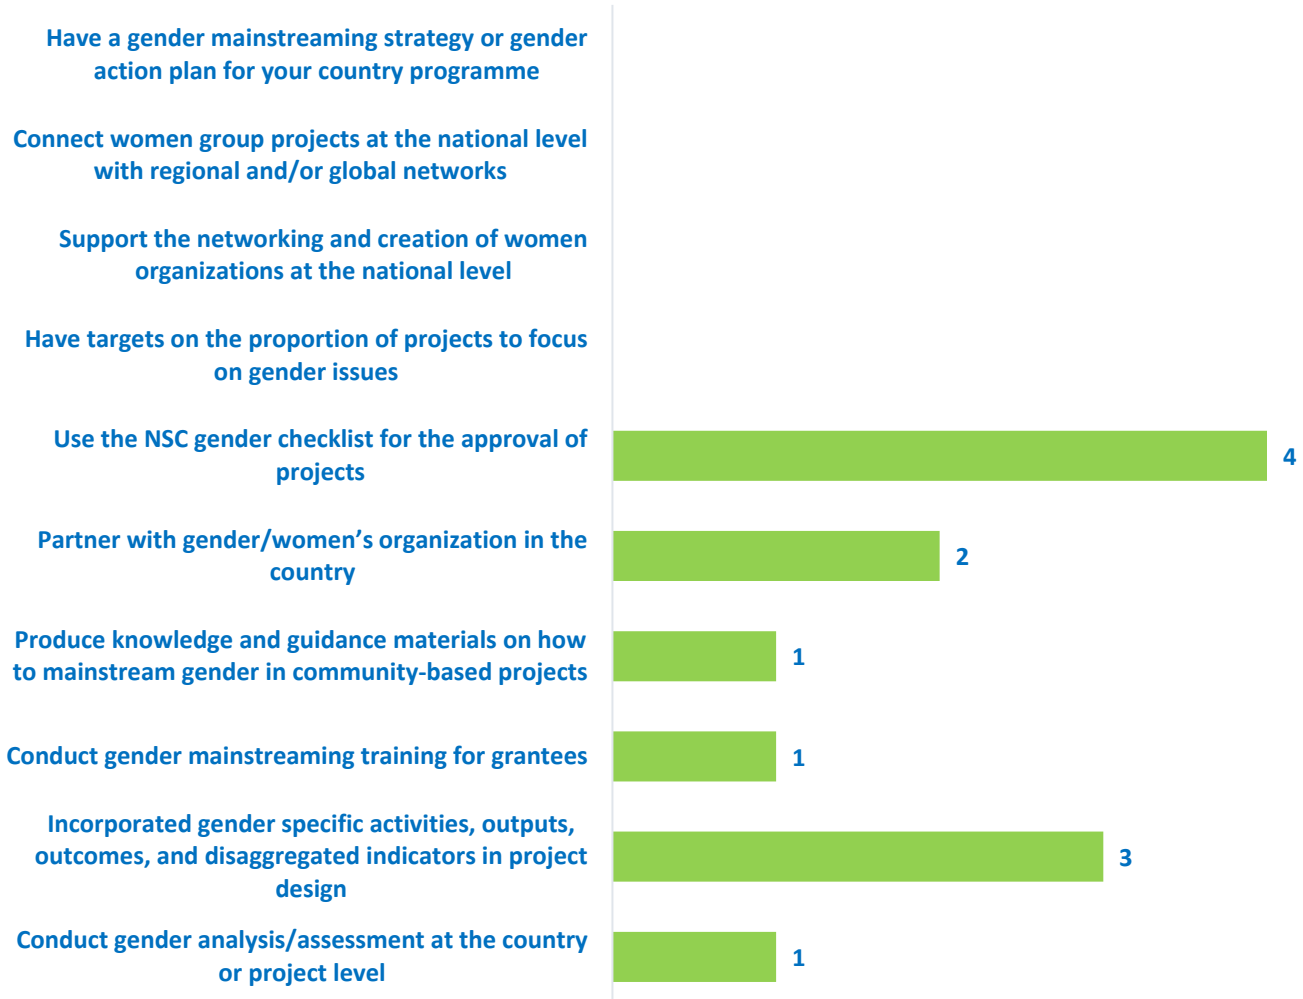 Have a gender mainstreaming strategy or gender
action plan for your country programme
Connect women group projects at the national level
with regional and/or global networks
Support the networking and creation of women
organizations at the national level
Have targets on the proportion of projects to focus
on gender issues
Use the NSC gender checklist for the approval of
projects
4
Partner with gender/women’s organization in the
country
2
Produce knowledge and guidance materials on how
to mainstream gender in community-based projects
1
Conduct gender mainstreaming training for grantees
1
Incorporated gender specific activities, outputs,
outcomes, and disaggregated indicators in project
design
3
Conduct gender analysis/assessment at the country
or project level
1